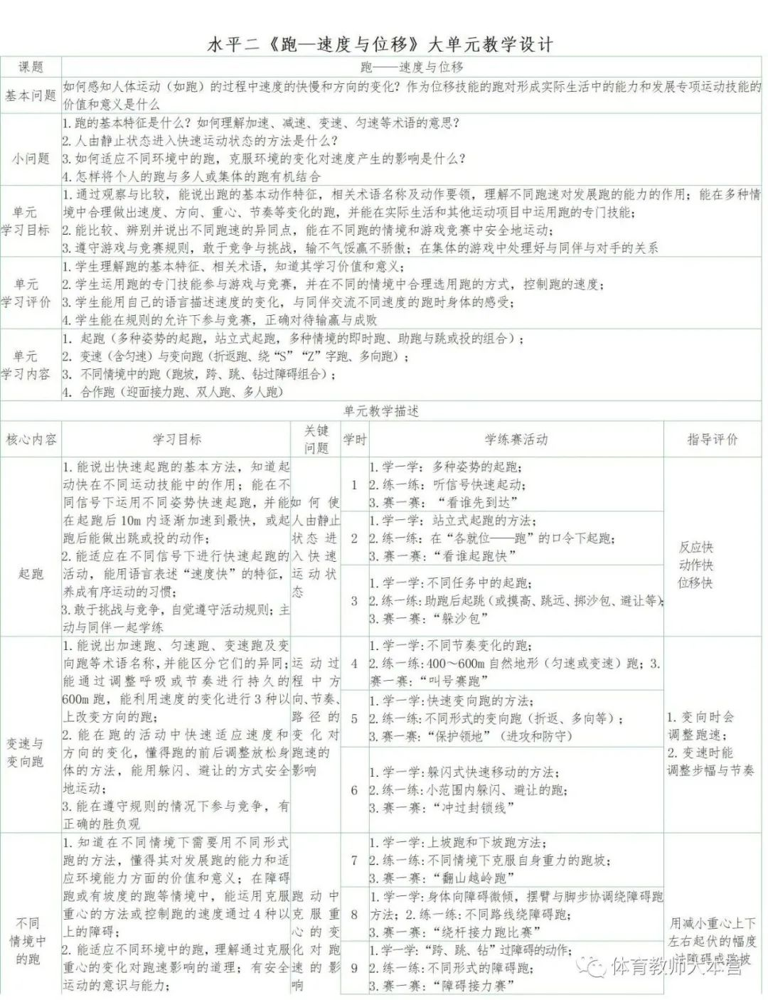 水平二《跑—速度与位移》大单元教学设计
课题
跑——速度与位移
基本问题
如何感知人体运动（如跑）的过程中速度的快慢和方向的变化？作为位移技能的跑对形成实际生活中的能力和发展专项运动技能的
价值和意义是什么
小问题
1.跑的基本特征是什么？如何理解加速、减速、变速、匀速等术语的意思？
2.人由静止状态进入快速运动状态的方法是什么？
3.如何适应不同环境中的跑，克服环境的变化对速度产生的影响是什么？
4.怎样将个人的跑与多人或集体的跑有机结合
单元
学习目标
1.通过观察与比较，能说出跑的基本动作特征，相关术语名称及动作要领，理解不同跑速对发展跑的能力的作用；能在多种情
境中合理做出速度、方向、重心、节奏等变化的跑，并能在实际生活和其他运动项目中运用跑的专门技能；
2.能比较、辨别并说出不同跑速的异同点，能在不同跑的情境和游戏竞赛中安全地运动；
3.遵守游戏与竞赛规则，敢于竞争与挑战，输不气馁赢不骄傲；在集体的游戏中处理好与同伴与对手的关系
单元
学习评价
1.学生理解跑的基本特征、相关术语，知道其学习价值和意义；
2.学生运用跑的专门技能参与游戏与竞赛，并在不同的情境中合理选用跑的方式，控制跑的速度；
3.学生能用自己的语言描述速度的变化，与同伴交流不同速度的跑时身体的感受；
4.学生能在规则的允许下参与竞赛，正确对待输赢与成败
单元
学习内容
1. 起跑（多种姿势的起跑，站立式起跑，多种情境的即时跑、助跑与跳或投的组合）；
2. 变速（含匀速）与变向跑（折返跑、绕“S”“Z”字跑、多向跑）；
3. 不同情境中的跑（跑坡，跨、跳、钻过障碍组合）；
4. 合作跑（迎面接力跑、双人跑、多人跑）
单元教学描述
核心内容
学习目标
关键
问题
学时
学练赛活动
指导评价
起跑
1.能说出快速起跑的基本方法，知道起
动快在不同运动技能中的作用；能在不
同信号下运用不同姿势快速起跑，并能
在起跑后10m内逐渐加速到最快，或起
跑后能做出跳或投的动作；
2.能适应在不同信号下进行快速起跑的
活动，能用语言表述“速度快”的特征，
养成有序运动的习惯；
3.敢于挑战与竞争，自觉遵守活动规则；主
动与同伴一起学练
如何使
人由静止
状态进
入快速
运动状
态
1
1.学一学：多种姿势的起跑；
2.练一练：听信号快速起动；
3.赛一赛：“看谁先到达”
2
1.学一学：站立式起跑的方法；
2.练一练：在“各就位——跑”的口令下起跑；
3.赛一赛：“看谁起跑快”
3
1.学一学：不同任务中的起跑；
2.练一练：助跑后起跳（或摸高、跳远、掷沙包、避让等）；
3.赛一赛：“躲沙包”
反应快
动作快
位移快
变速与
变向跑
1.能说出加速跑、匀速跑、变速跑及变
向跑等术语名称，并能区分它们的异同；
能通过调整呼吸或节奏进行持久的
600m跑，能利用速度的变化进行3种以
上改变方向的跑；
2.能在跑的活动中快速适应速度和
方向的变化，懂得跑的前后调整放松身
体的方法，能用躲闪、避让的方式安全
地运动；
3.能在遵守规则的情况下参与竞争，有
正确的胜负观
运动过
程中方
向、节奏、
路径的
变化对
跑速的
影响
4
1.学一学：不同节奏变化的跑；
2.练一练：400～600m自然地形（匀速或变速）跑；3.
赛一赛：“叫号赛跑”
5
1.学一学：快速变向跑的方法；
2.练一练：不同形式的变向跑（折返、多向等）；
3.赛一赛：“保护领地”（进攻和防守）
6
1.学一学：躲闪式快速移动的方法；
2.练一练：小范围内躲闪、避让的跑；
3.赛一赛：“冲过封锁线”
1.变向时会
调整跑速；
2.变速时能
调整步幅与节奏
不同
情境中
的跑
1.知道在不同情境下需要用不同形式
跑的方法，懂得其对发展跑的能力和适
应环境能力方面的价值和意义；在障碍
跑或有坡度的跑等情境中，能运用克服
重心的方法或控制跑的速度通过4种以
上的障碍；
2.能适应不同环境中的跑，理解通过克服
重心的变化对跑速影响的道理；有安全
运动的意识与能力；
跑动中
克服重
心的变
化对跑
速的影
响
7
1.学一学：上坡跑和下坡跑方法；
2.练一练：不同情境下克服自身重力的跑坡；
3.赛一赛：“翻山越岭跑”
8
1.学一学：身体向障碍微倾，摆臂与脚步协调绕障碍跑
方法；2.练一练：不同路线绕障碍跑；
3.赛一赛：“绕杆接力跑比赛”
9
1.学一学：“跨、跳、钻”过障碍的动作；
2.练一练：不同形式的障碍跑；
3.赛一赛：“障碍接力赛”
用减小重心上下
左右起伏的幅度
过障碍或跑坡
体育教师大本营